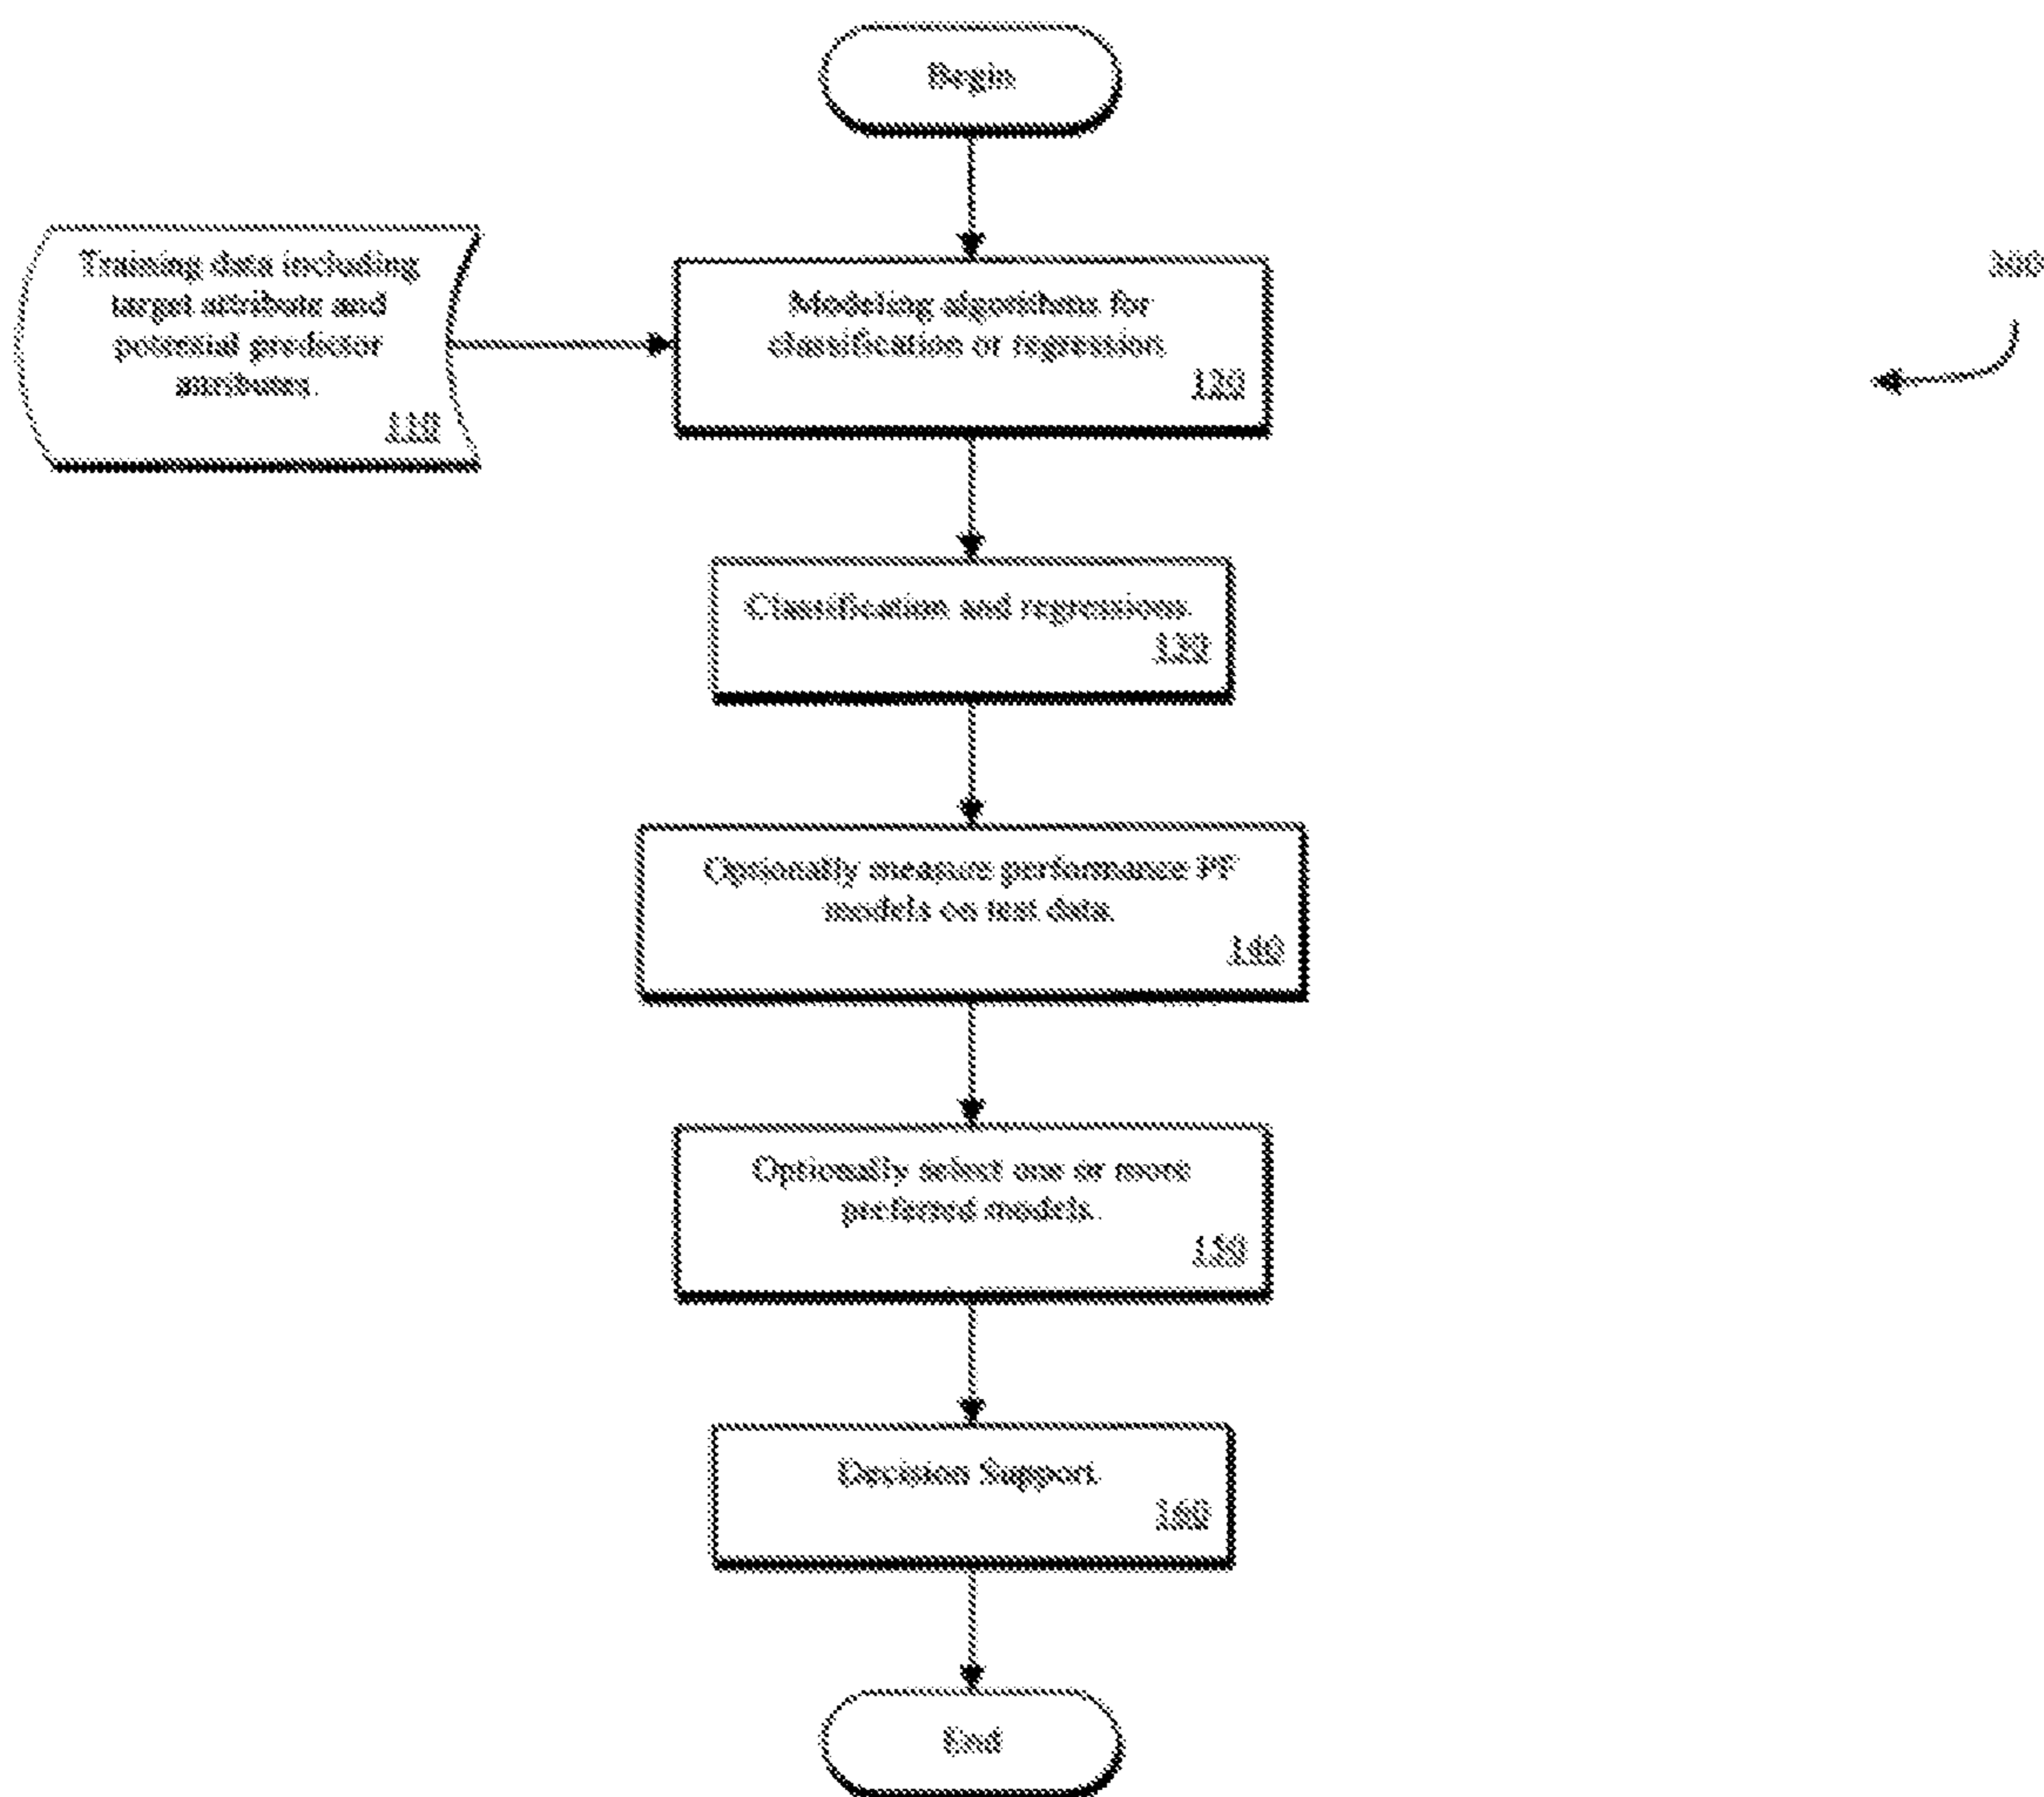 Begin
Training data including
target attribute and
potential predictor
attributes.
110
Modeling algorithms for
classification or regression.
120
Classification and regressions.
130
Optionally measure performance PF
models on test data.
140
Optionally select one or more
preferred models.
150
Decision Support.
160
End